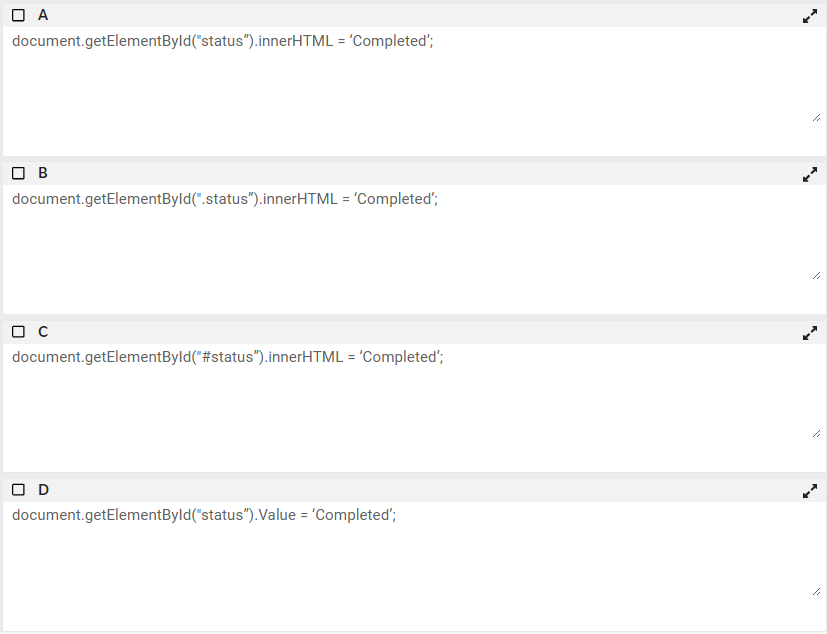 A
document.getElementById("status”).innerHTML = ‘Completed’;
B
document.getElementById(".status”).innerHTML = ‘Completed’;
C
document.getElementById("#status”).innerHTML = ‘Completed’;
D
document.getElementById("status”).Value = ‘Completed’;